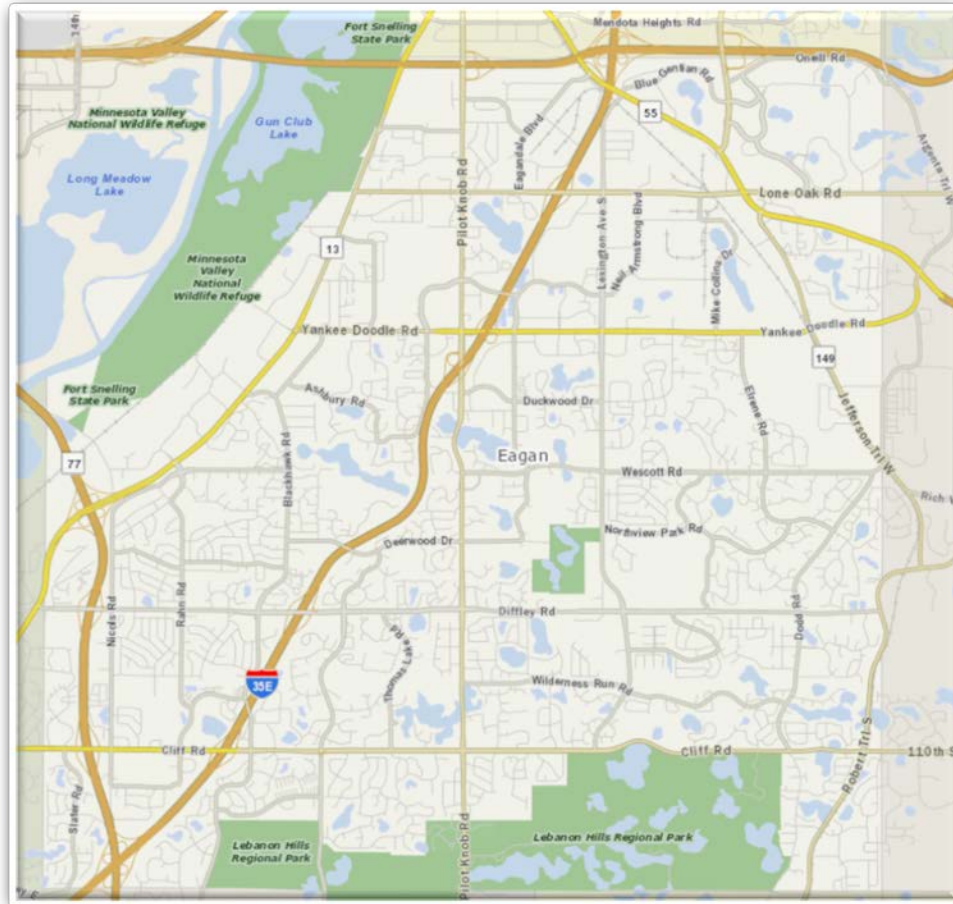 14th
Fort Snelling
State Park
Mendota Heights Rd
Oneill Rd
Blue Gentian Rd
55
Minnesota Valley
National Wildlife Refuge
Gun Club
Lake
Eagandale Blvd
Argenta Trl W
Long Meadow
Lake
Pilot Knob Rd
Lone Oak Rd
13
Lexington Ave S
Neil
Armstrong Blvd
Minnesota
Valley
National
Wildlife Refuge
Mike Collins Dr
Yankee Doodle Rd
Yankee Doodle Rd
149
Fort Snelling
State Park
Duckwood Dr
Elrene Rd
Jefferson Trl W
Blackhawk Rd
Eagan
77
Wescott Rd
Rich
Northview Park Rd
Deerwood Dr
Nicols Rd
Rahn Rd
Diffley Rd
Dodd Rd
Thomas Lake Rd
35E
Wilderness Run Rd
Cliff Rd
Cliff Rd
110th S
Robert Trl S
Slater Rd
Pilot Knob Rd
Lebanon Hills
Regional Park
Lebanon Hills Regional Park